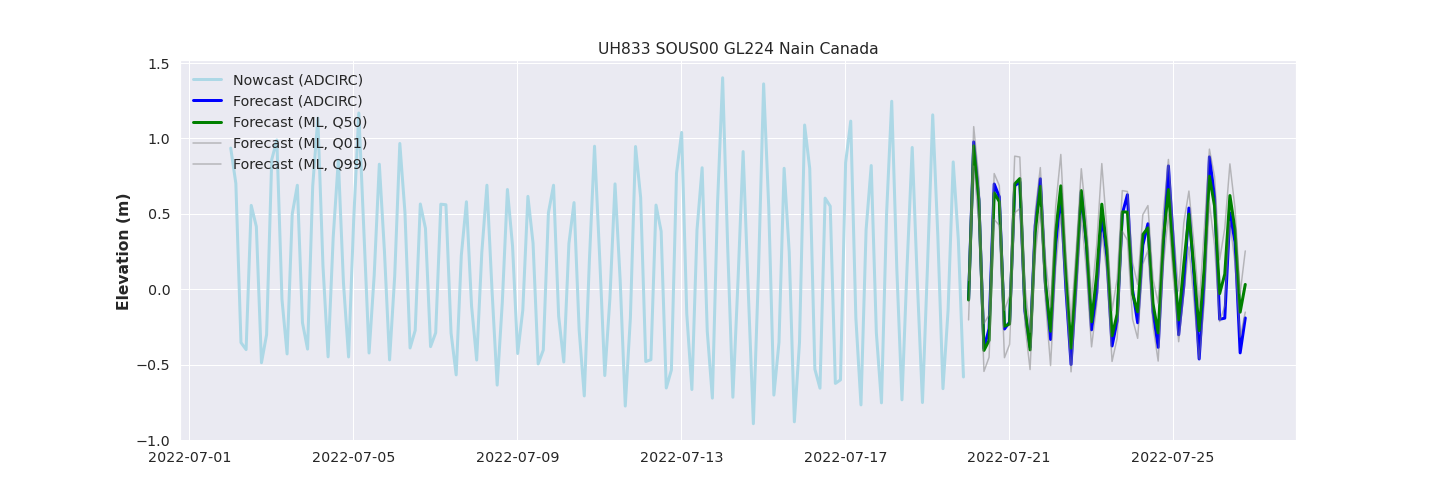 UH833 SOUS00 GL224 Nain Canada
Nowcast (ADCIRC)
Forecast (ADCIRC)
Forecast (ML, Q50)
Forecast (ML, Q01)
Forecast (ML, Q99)
Elevation (m)
1.5
1.0
0.5
0.0
−0.5
−1.0
2022-07-01 2022-07-05 2022-07-09 2022-07-13 2022-07-17 2022-07-21 2022-07-25